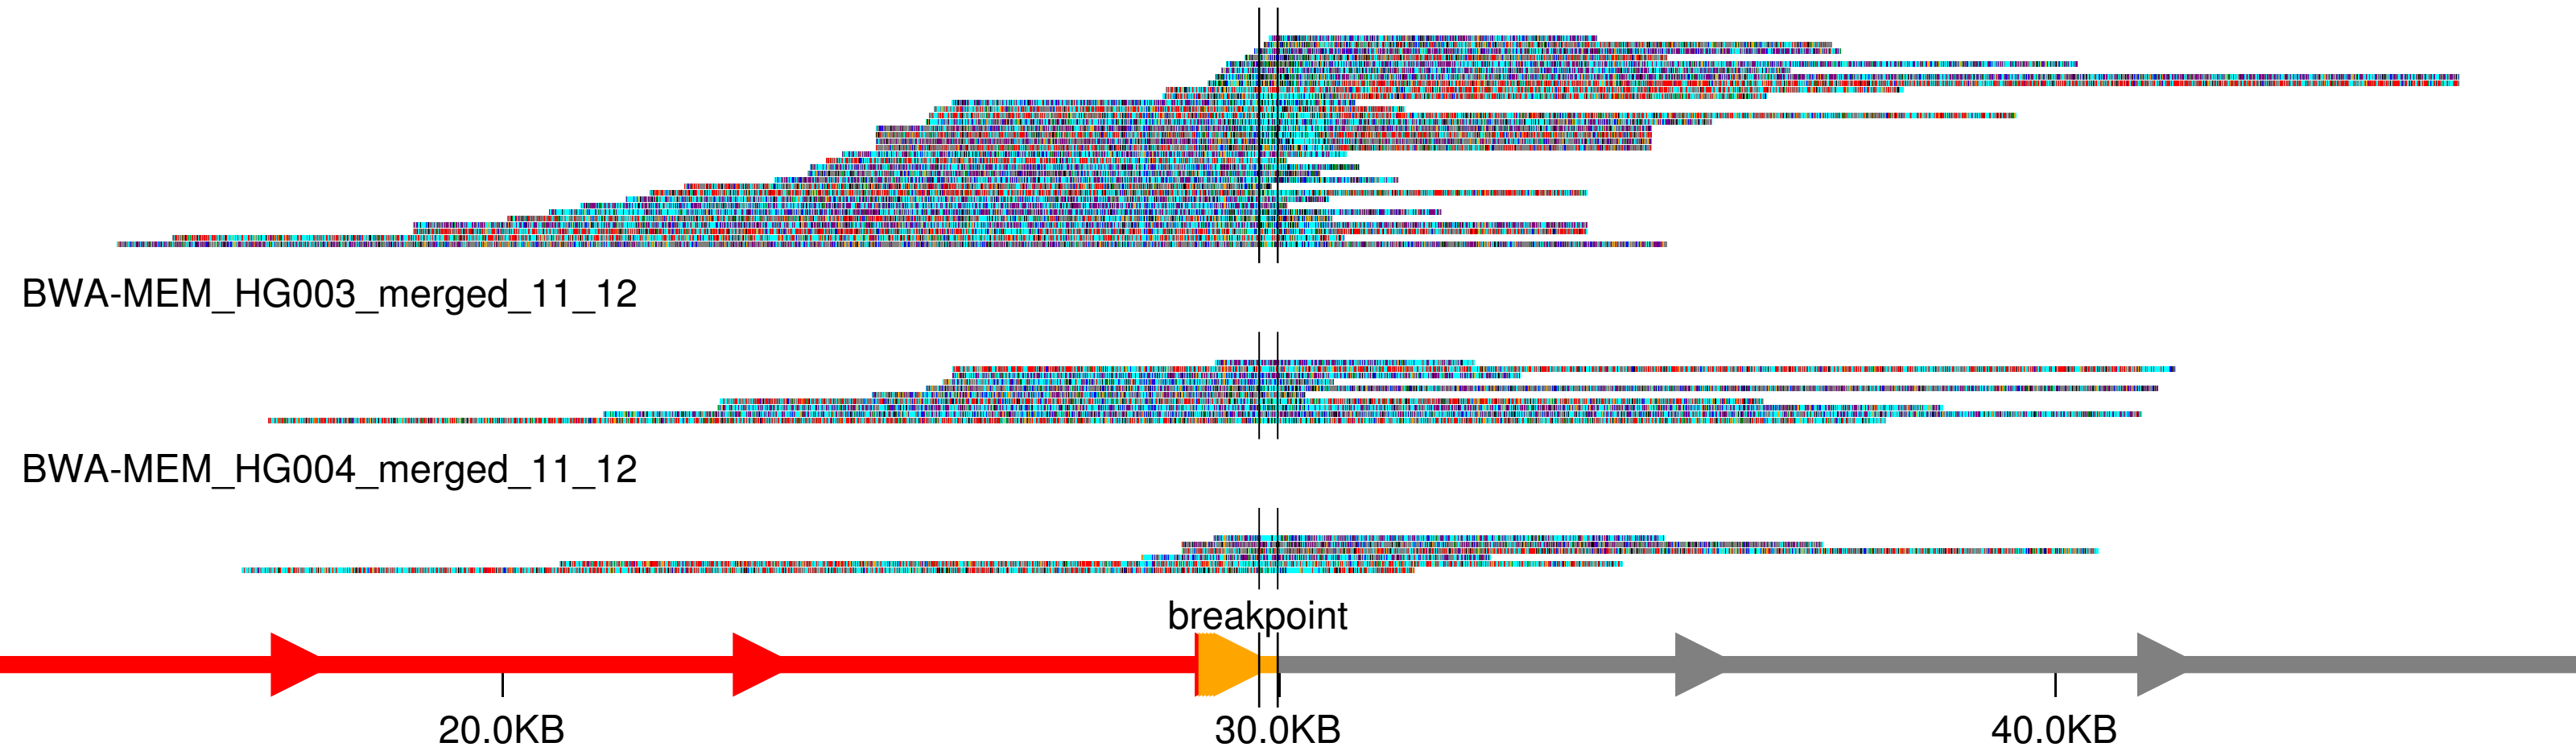 BWA-MEM_HG003_merged_11_12
BWA-MEM_HG004_merged_11_12
breakpoint
20.0KB 30.0KB 40.0KB